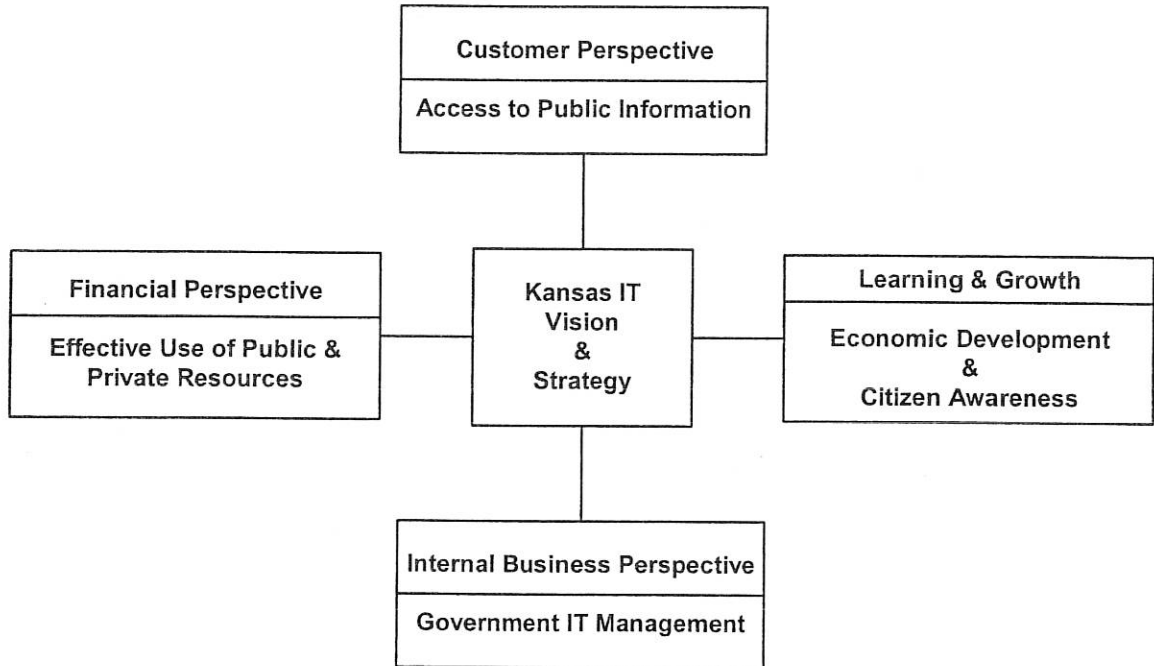 Customer Perspective
Access to Public Information
Financial Perspective
Effective Use of Public &
Private Resources
Kansas IT
Vision
&
Strategy
Learning & Growth
Economic Development
&
Citizen Awareness
Internal Business Perspective
Government IT Management